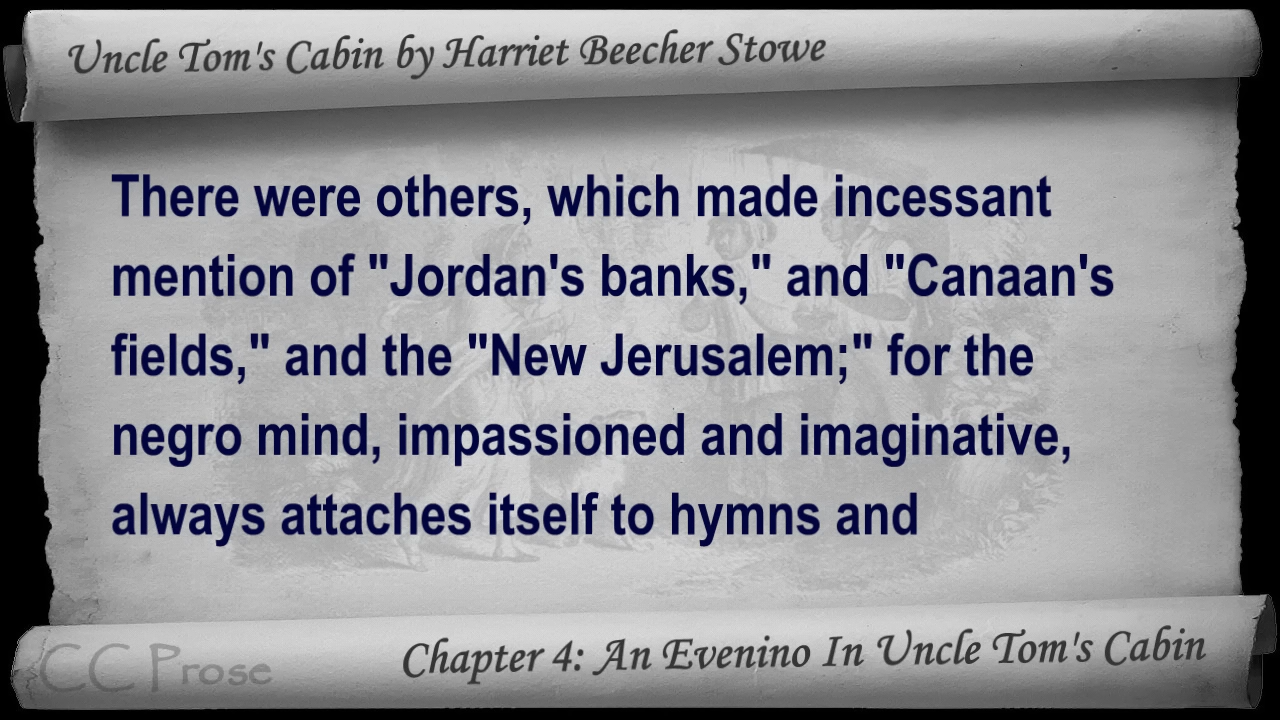 Uncle Tom's Cabin by Harriet Beecher Stowe
There were others, which made incessant
mention of "Jordan's banks," and "Canaan's
fields," and the "New Jerusalem;" for the
negro mind, impassioned and imaginative,
always attaches itself to hymns and
CC Prose
Chapter 4: An Evenino In Uncle Tom's Cabin